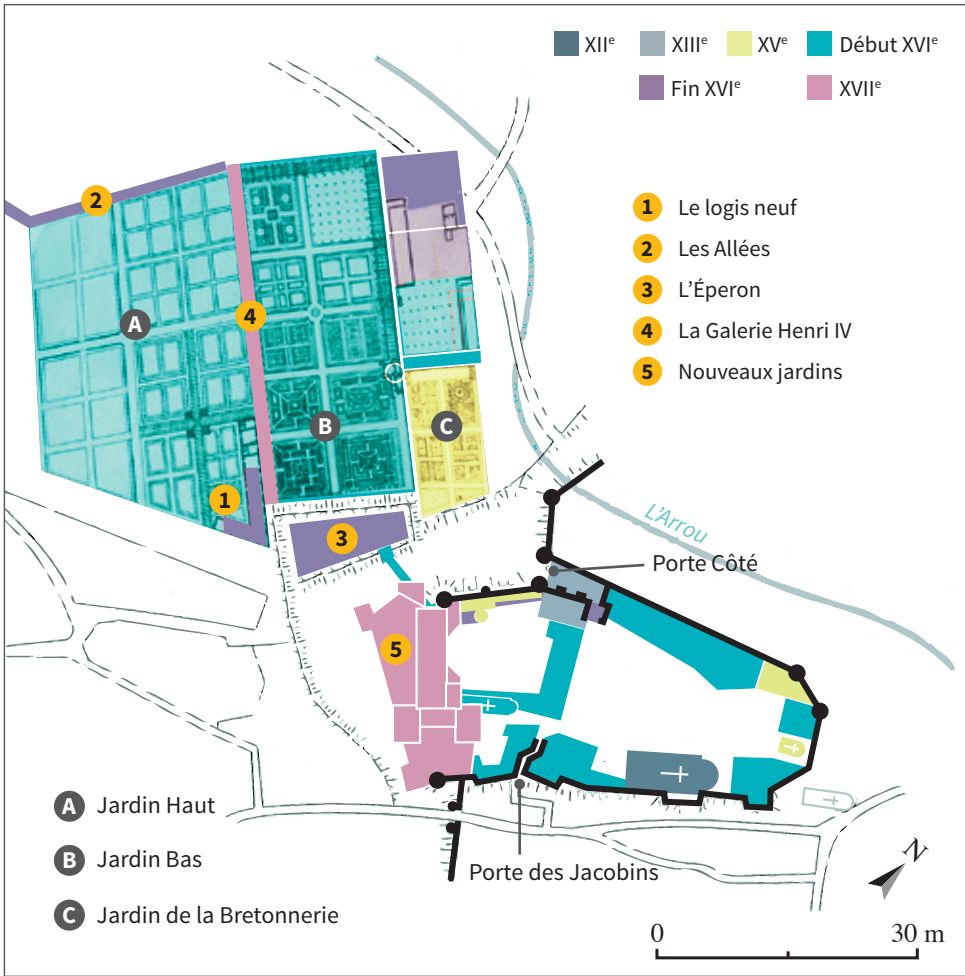 XIIᵉ XIIIᵉ XVᵉ Début XVIᵉ
Fin XVIᵉ XVIIᵉ
1 Le logis neuf
2 Les Allées
3 L'Éperon
4 La Galerie Henri IV
5 Nouveaux jardins
2
A
4
B
C
1
3
5
L'Arrou
Porte Côté
Porte des Jacobins
A Jardin Haut
B Jardin Bas
C Jardin de la Bretonnerie
N
0 30 m